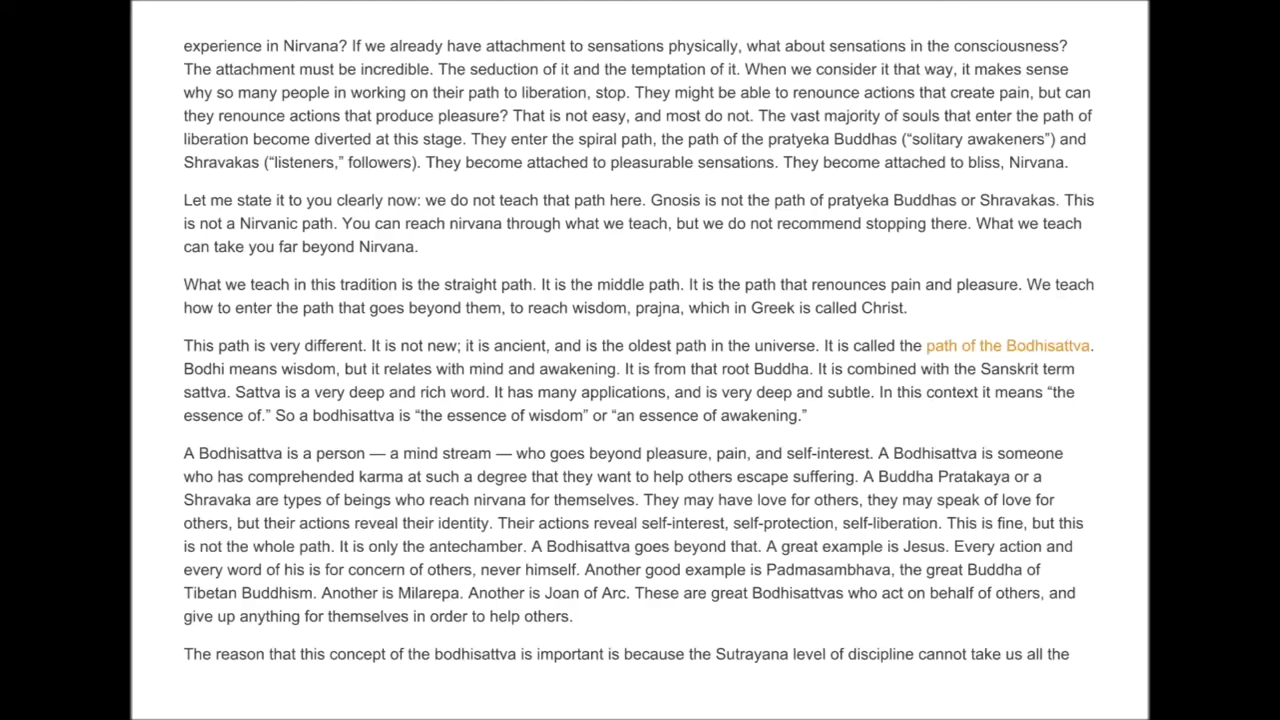 experience in Nirvana? If we already have attachment to sensations physically, what about sensations in the consciousness?
The attachment must be incredible. The seduction of it and the temptation of it. When we consider it that way, it makes sense
why so many people in working on their path to liberation, stop. They might be able to renounce actions that create pain, but can
they renounce actions that produce pleasure? That is not easy, and most do not. The vast majority of souls that enter the path of
liberation become diverted at this stage. They enter the spiral path, the path of the pratyeka Buddhas (“solitary awakeners”) and
Shravakas (“listeners,” followers). They become attached to pleasurable sensations. They become attached to bliss, Nirvana.
Let me state it to you clearly now: we do not teach that path here. Gnosis is not the path of pratyeka Buddhas or Shravakas. This
is not a Nirvanic path. You can reach nirvana through what we teach, but we do not recommend stopping there. What we teach
can take you far beyond Nirvana.
What we teach in this tradition is the straight path. It is the middle path. It is the path that renounces pain and pleasure. We teach
how to enter the path that goes beyond them, to reach wisdom, prajna, which in Greek is called Christ.
This path is very different. It is not new; it is ancient, and is the oldest path in the universe. It is called the path of the Bodhisattva.
Bodhi means wisdom, but it relates with mind and awakening. It is from that root Buddha. It is combined with the Sanskrit term
sattva. Sattva is a very deep and rich word. It has many applications, and is very deep and subtle. In this context it means “the
essence of.” So a bodhisattva is “the essence of wisdom” or “an essence of awakening.”
A Bodhisattva is a person — a mind stream — who goes beyond pleasure, pain, and self-interest. A Bodhisattva is someone
who has comprehended karma at such a degree that they want to help others escape suffering. A Buddha Pratakaya or a
Shravaka are types of beings who reach nirvana for themselves. They may have love for others, they may speak of love for
others, but their actions reveal their identity. Their actions reveal self-interest, self-protection, self-liberation. This is fine, but this
is not the whole path. It is only the antechamber. A Bodhisattva goes beyond that. A great example is Jesus. Every action and
every word of his is for concern of others, never himself. Another good example is Padmasambhava, the great Buddha of
Tibetan Buddhism. Another is Milarepa. Another is Joan of Arc. These are great Bodhisattvas who act on behalf of others, and
give up anything for themselves in order to help others.
The reason that this concept of the bodhisattva is important is because the Sutrayana level of discipline cannot take us all the